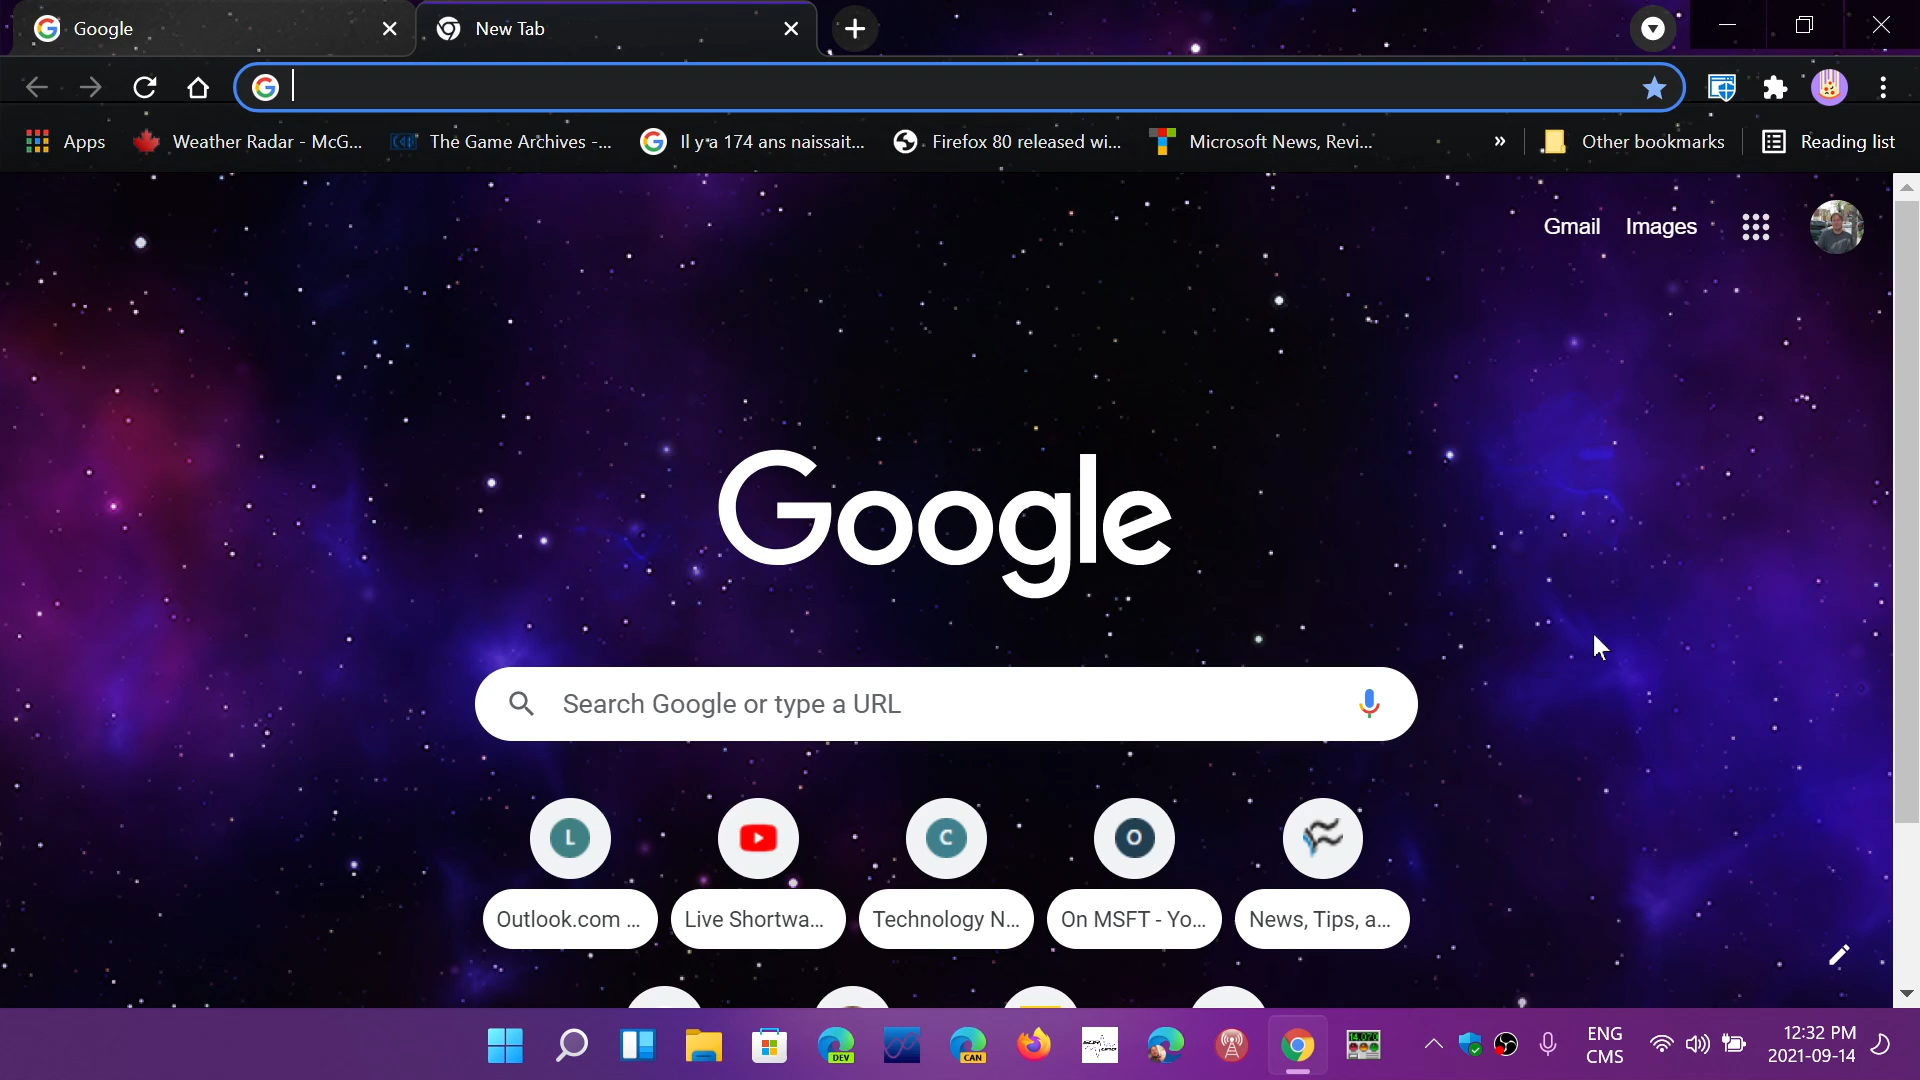 Google
New Tab
Apps
Weather Radar - McG...
The Game Archives -...
Il y a 174 ans naissait...
Firefox 80 released wi...
Microsoft News, Revi...
»
Other bookmarks
Reading list
Gmail
Images
Google
Search Google or type a URL
L
C
O
Outlook.com ...
Live Shortwa...
Technology N...
On MSFT - Yo...
News, Tips, a...
DEV
CAN
ENG
CMS
12:32 PM
2021-09-14